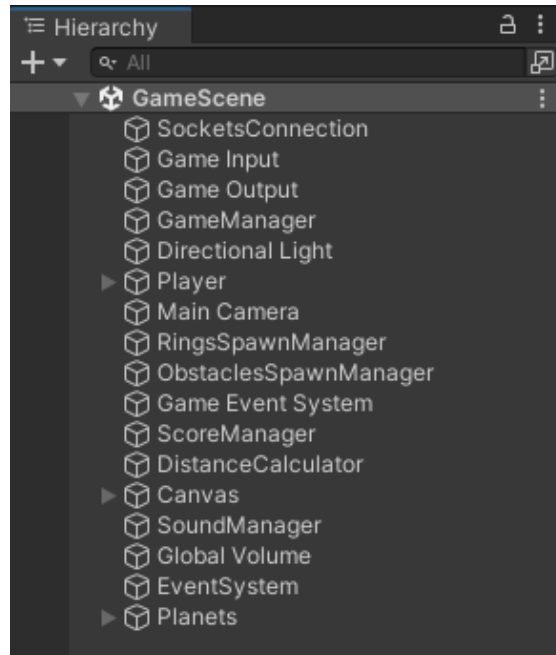 Hierarchy
All
GameScene
SocketsConnection
Game Input
Game Output
GameManager
Directional Light
Player
Main Camera
RingsSpawnManager
ObstaclesSpawnManager
Game Event System
ScoreManager
DistanceCalculator
Canvas
SoundManager
Global Volume
EventSystem
Planets